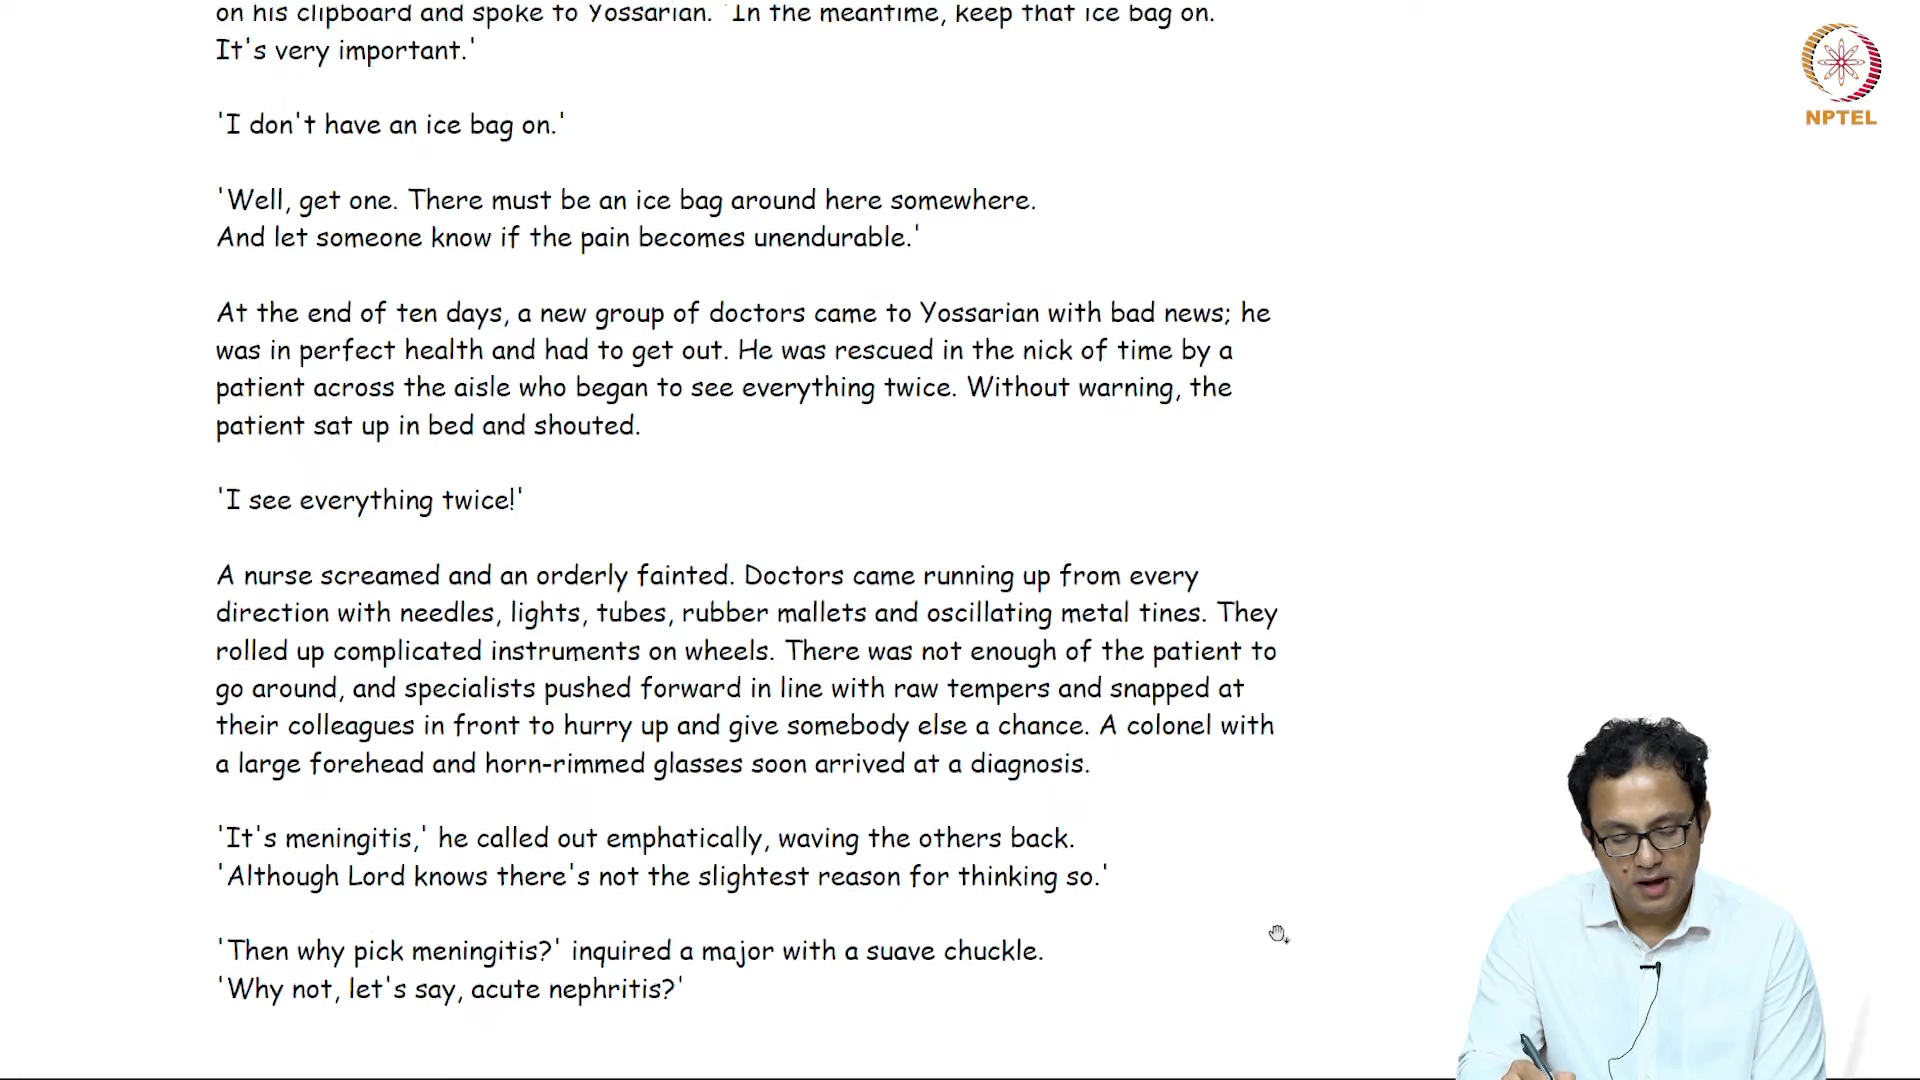 on his clipboard and spoke to Yossarian. 'In the meantime, keep that ice bag on.
It's very important.'
'I don't have an ice bag on.'
'Well, get one. There must be an ice bag around here somewhere.
And let someone know if the pain becomes unendurable.'
At the end of ten days, a new group of doctors came to Yossarian with bad news; he
was in perfect health and had to get out. He was rescued in the nick of time by a
patient across the aisle who began to see everything twice. Without warning, the
patient sat up in bed and shouted.
'I see everything twice!'
A nurse screamed and an orderly fainted. Doctors came running up from every
direction with needles, lights, tubes, rubber mallets and oscillating metal tines. They
rolled up complicated instruments on wheels. There was not enough of the patient to
go around, and specialists pushed forward in line with raw tempers and snapped at
their colleagues in front to hurry up and give somebody else a chance. A colonel with
a large forehead and horn-rimmed glasses soon arrived at a diagnosis.
'It's meningitis,' he called out emphatically, waving the others back.
'Although Lord knows there's not the slightest reason for thinking so.'
'Then why pick meningitis?' inquired a major with a suave chuckle.
'Why not, let's say, acute nephritis?'
NPTEL